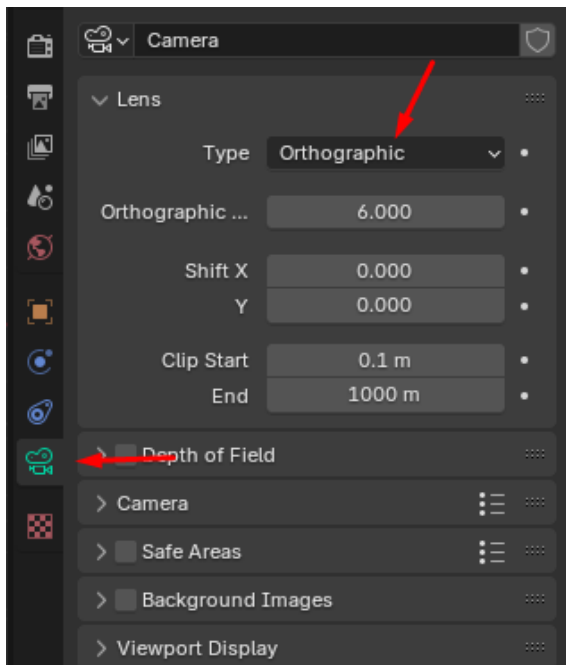 Camera
Lens
Type Orthographic
Orthographic ... 6.000
Shift X 0.000
Y 0.000
Clip Start 0.1 m
End 1000 m
Depth of Field
Camera
Safe Areas
Background Images
Viewport Display